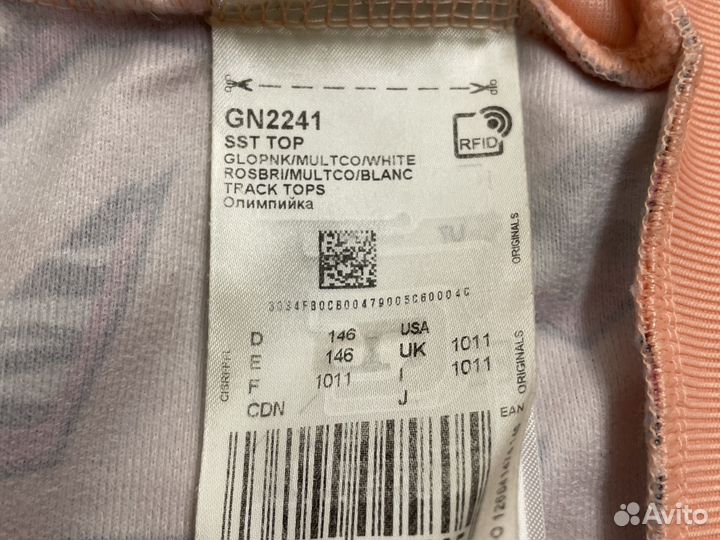 GN2241
RFID
SST TOP
GLOPNK/MULTCO/WHITE
ROSBRI/MULTCO/BLANC
TRACK TOPS
Олимпийка
ORIGINALS
D 146 USA
E 146 UK 1011
F 1011 I 1011
CDN J
ORIGINALS
EAN
Avito